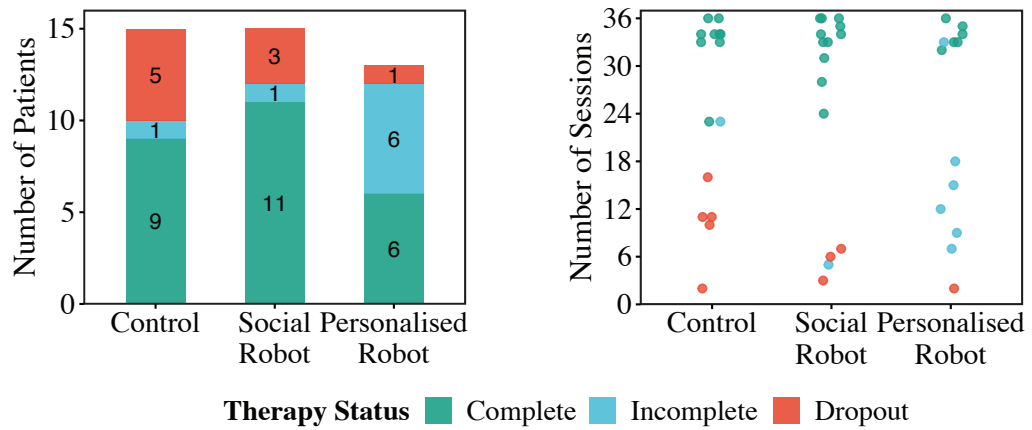 Number of Patients
15
10
5
0
5
1
9
3
1
11
1
6
6
Control
Social
Robot
Personalised
Robot
Number of Sessions
36
30
24
18
12
6
0
Control
Social
Robot
Personalised
Robot
Therapy Status Complete Incomplete Dropout